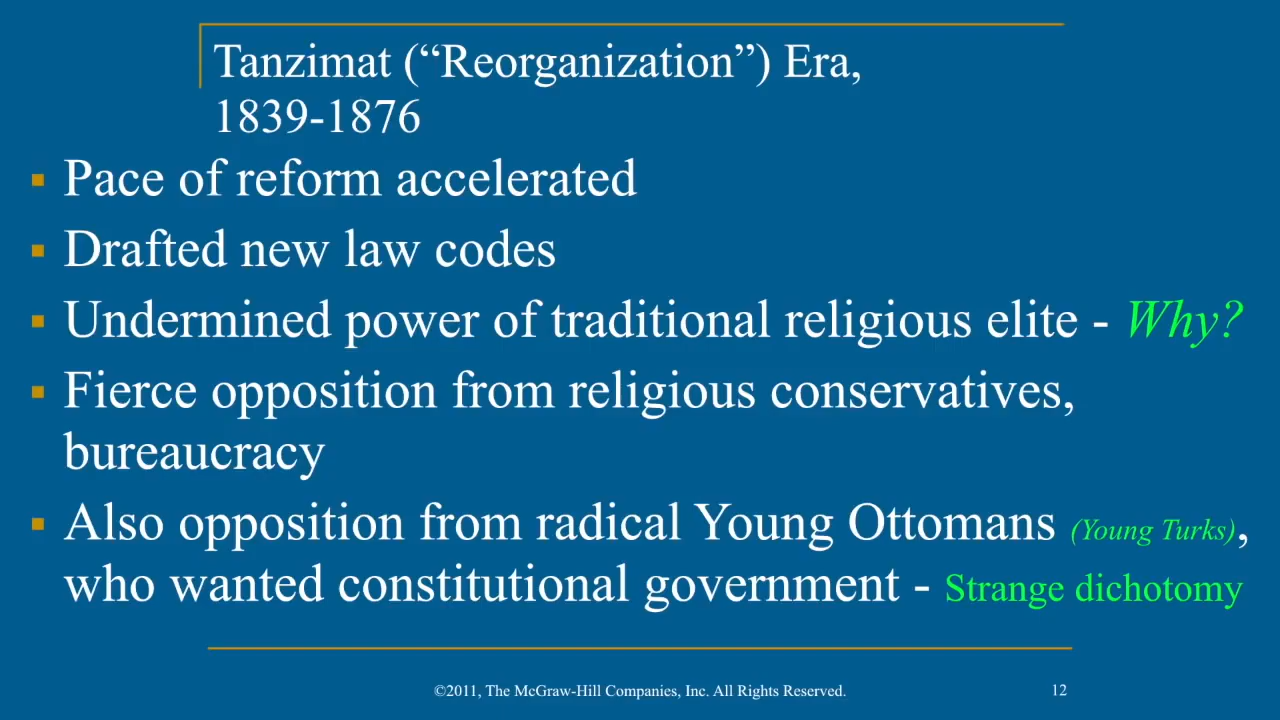 Tanzimat (“Reorganization”) Era,
1839-1876
▪ Pace of reform accelerated
▪ Drafted new law codes
▪ Undermined power of traditional religious elite - Why?
▪ Fierce opposition from religious conservatives,
bureaucracy
▪ Also opposition from radical Young Ottomans (Young Turks),
who wanted constitutional government - Strange dichotomy
©2011, The McGraw-Hill Companies, Inc. All Rights Reserved.
12